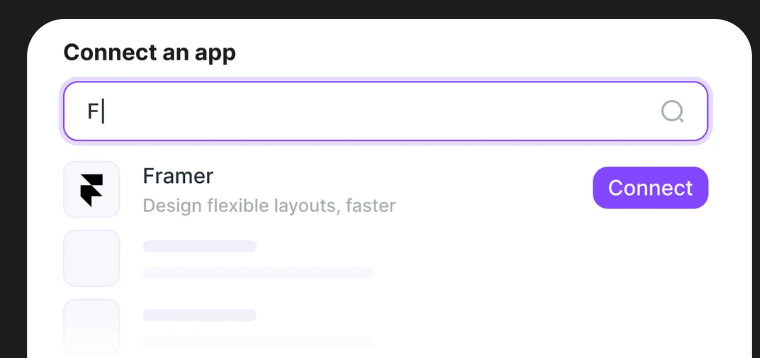 Connect an app
F
Framer
Connect
Design flexible layouts, faster